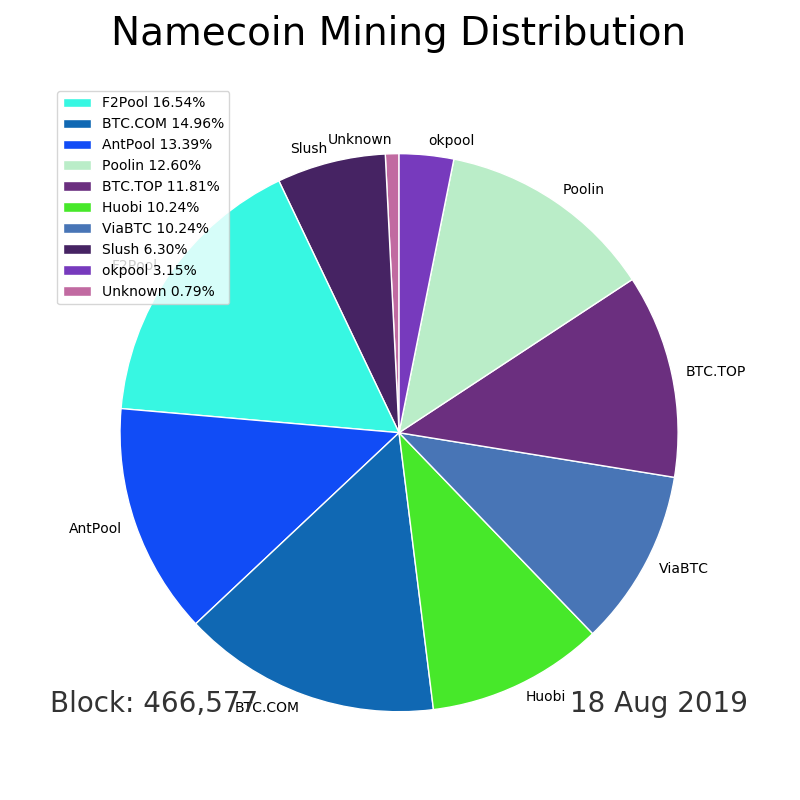 Namecoin Mining Distribution
F2Pool 16.54%
BTC.COM 14.96%
AntPool 13.39%
Poolin 12.60%
BTC.TOP 11.81%
Huobi 10.24%
ViaBTC 10.24%
Slush 6.30%
okpool 3.15%
Unknown 0.79%
Slush
Unknown
okpool
Poolin
F2Pool
BTC.TOP
AntPool
ViaBTC
Huobi
BTC.COM
Block: 466,577
18 Aug 2019